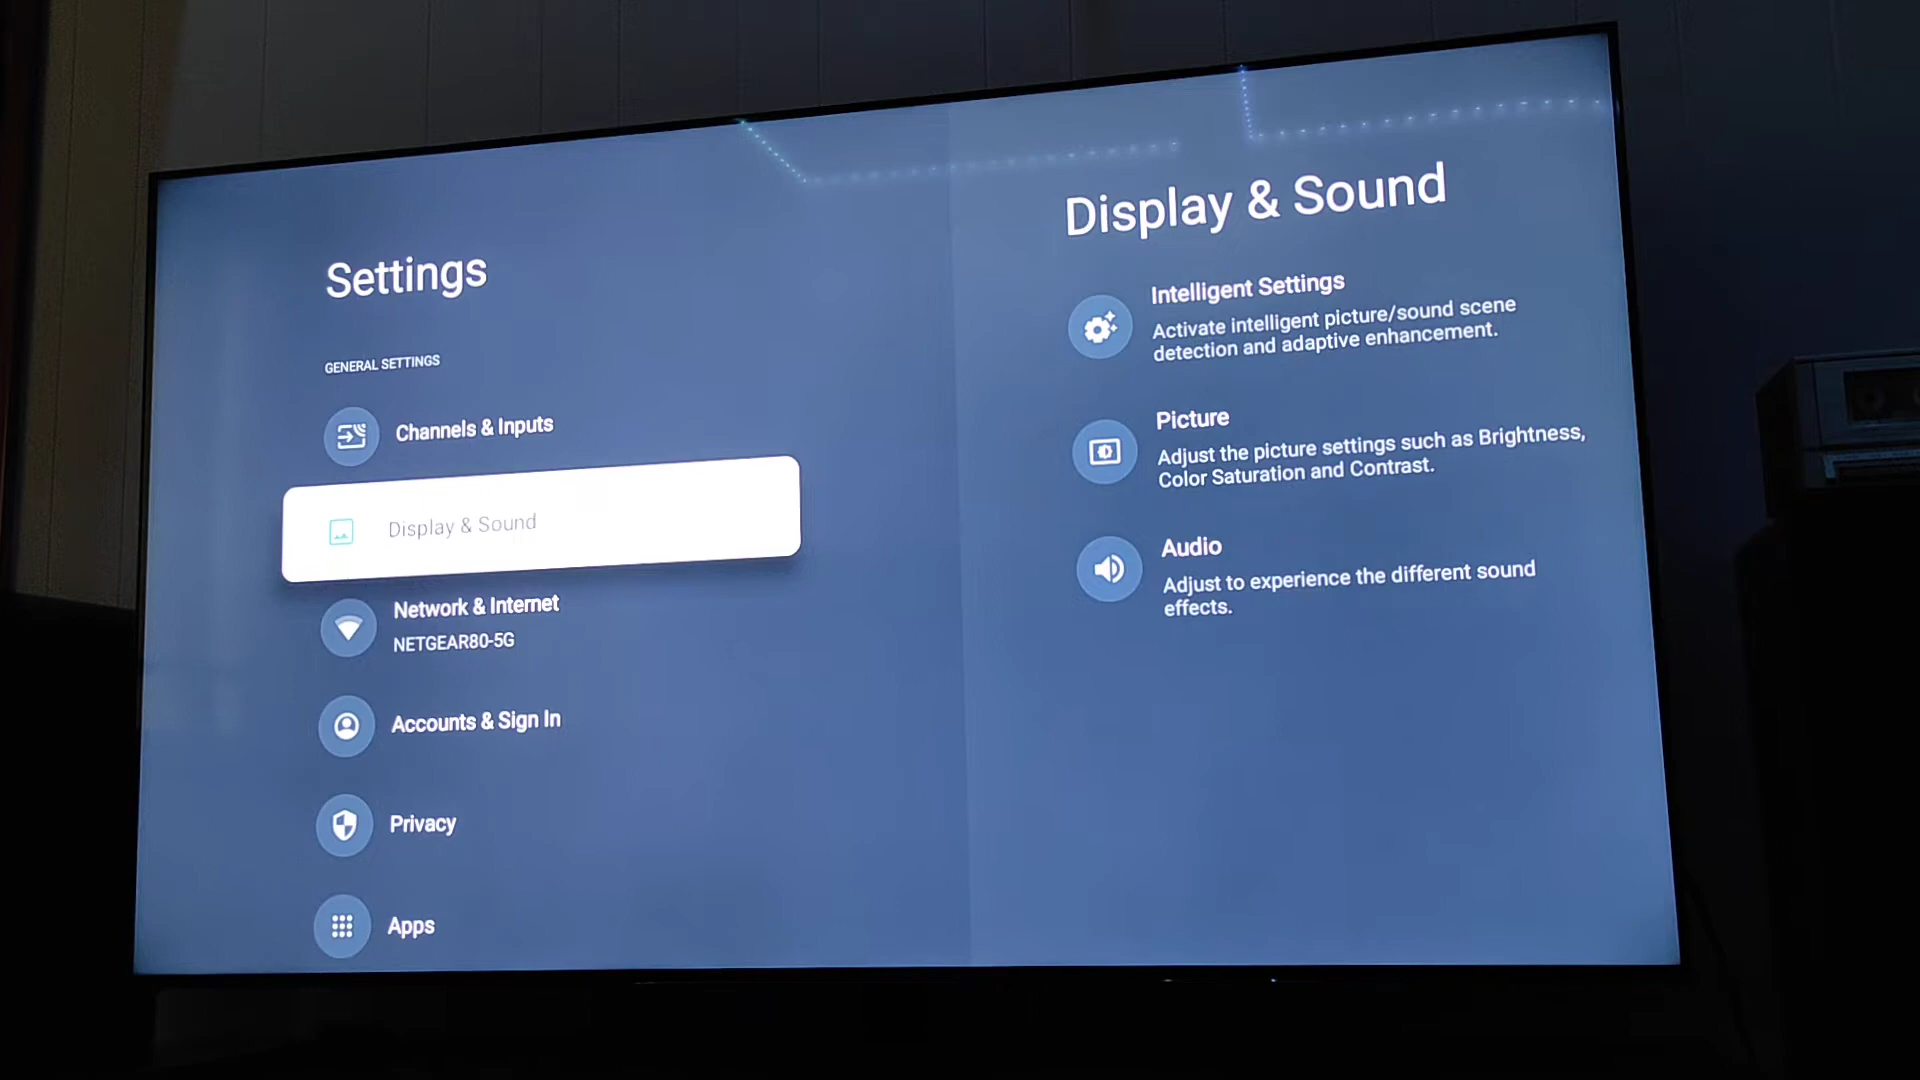 Settings
GENERAL SETTINGS
Channels & Inputs
Display & Sound
Network & Internet
NETGEAR80-5G
Accounts & Sign In
Privacy
Apps
Display & Sound
Intelligent Settings
Activate intelligent picture/sound scene
detection and adaptive enhancement.
Picture
Adjust the picture settings such as Brightness,
Color Saturation and Contrast.
Audio
Adjust to experience the different sound
effects.